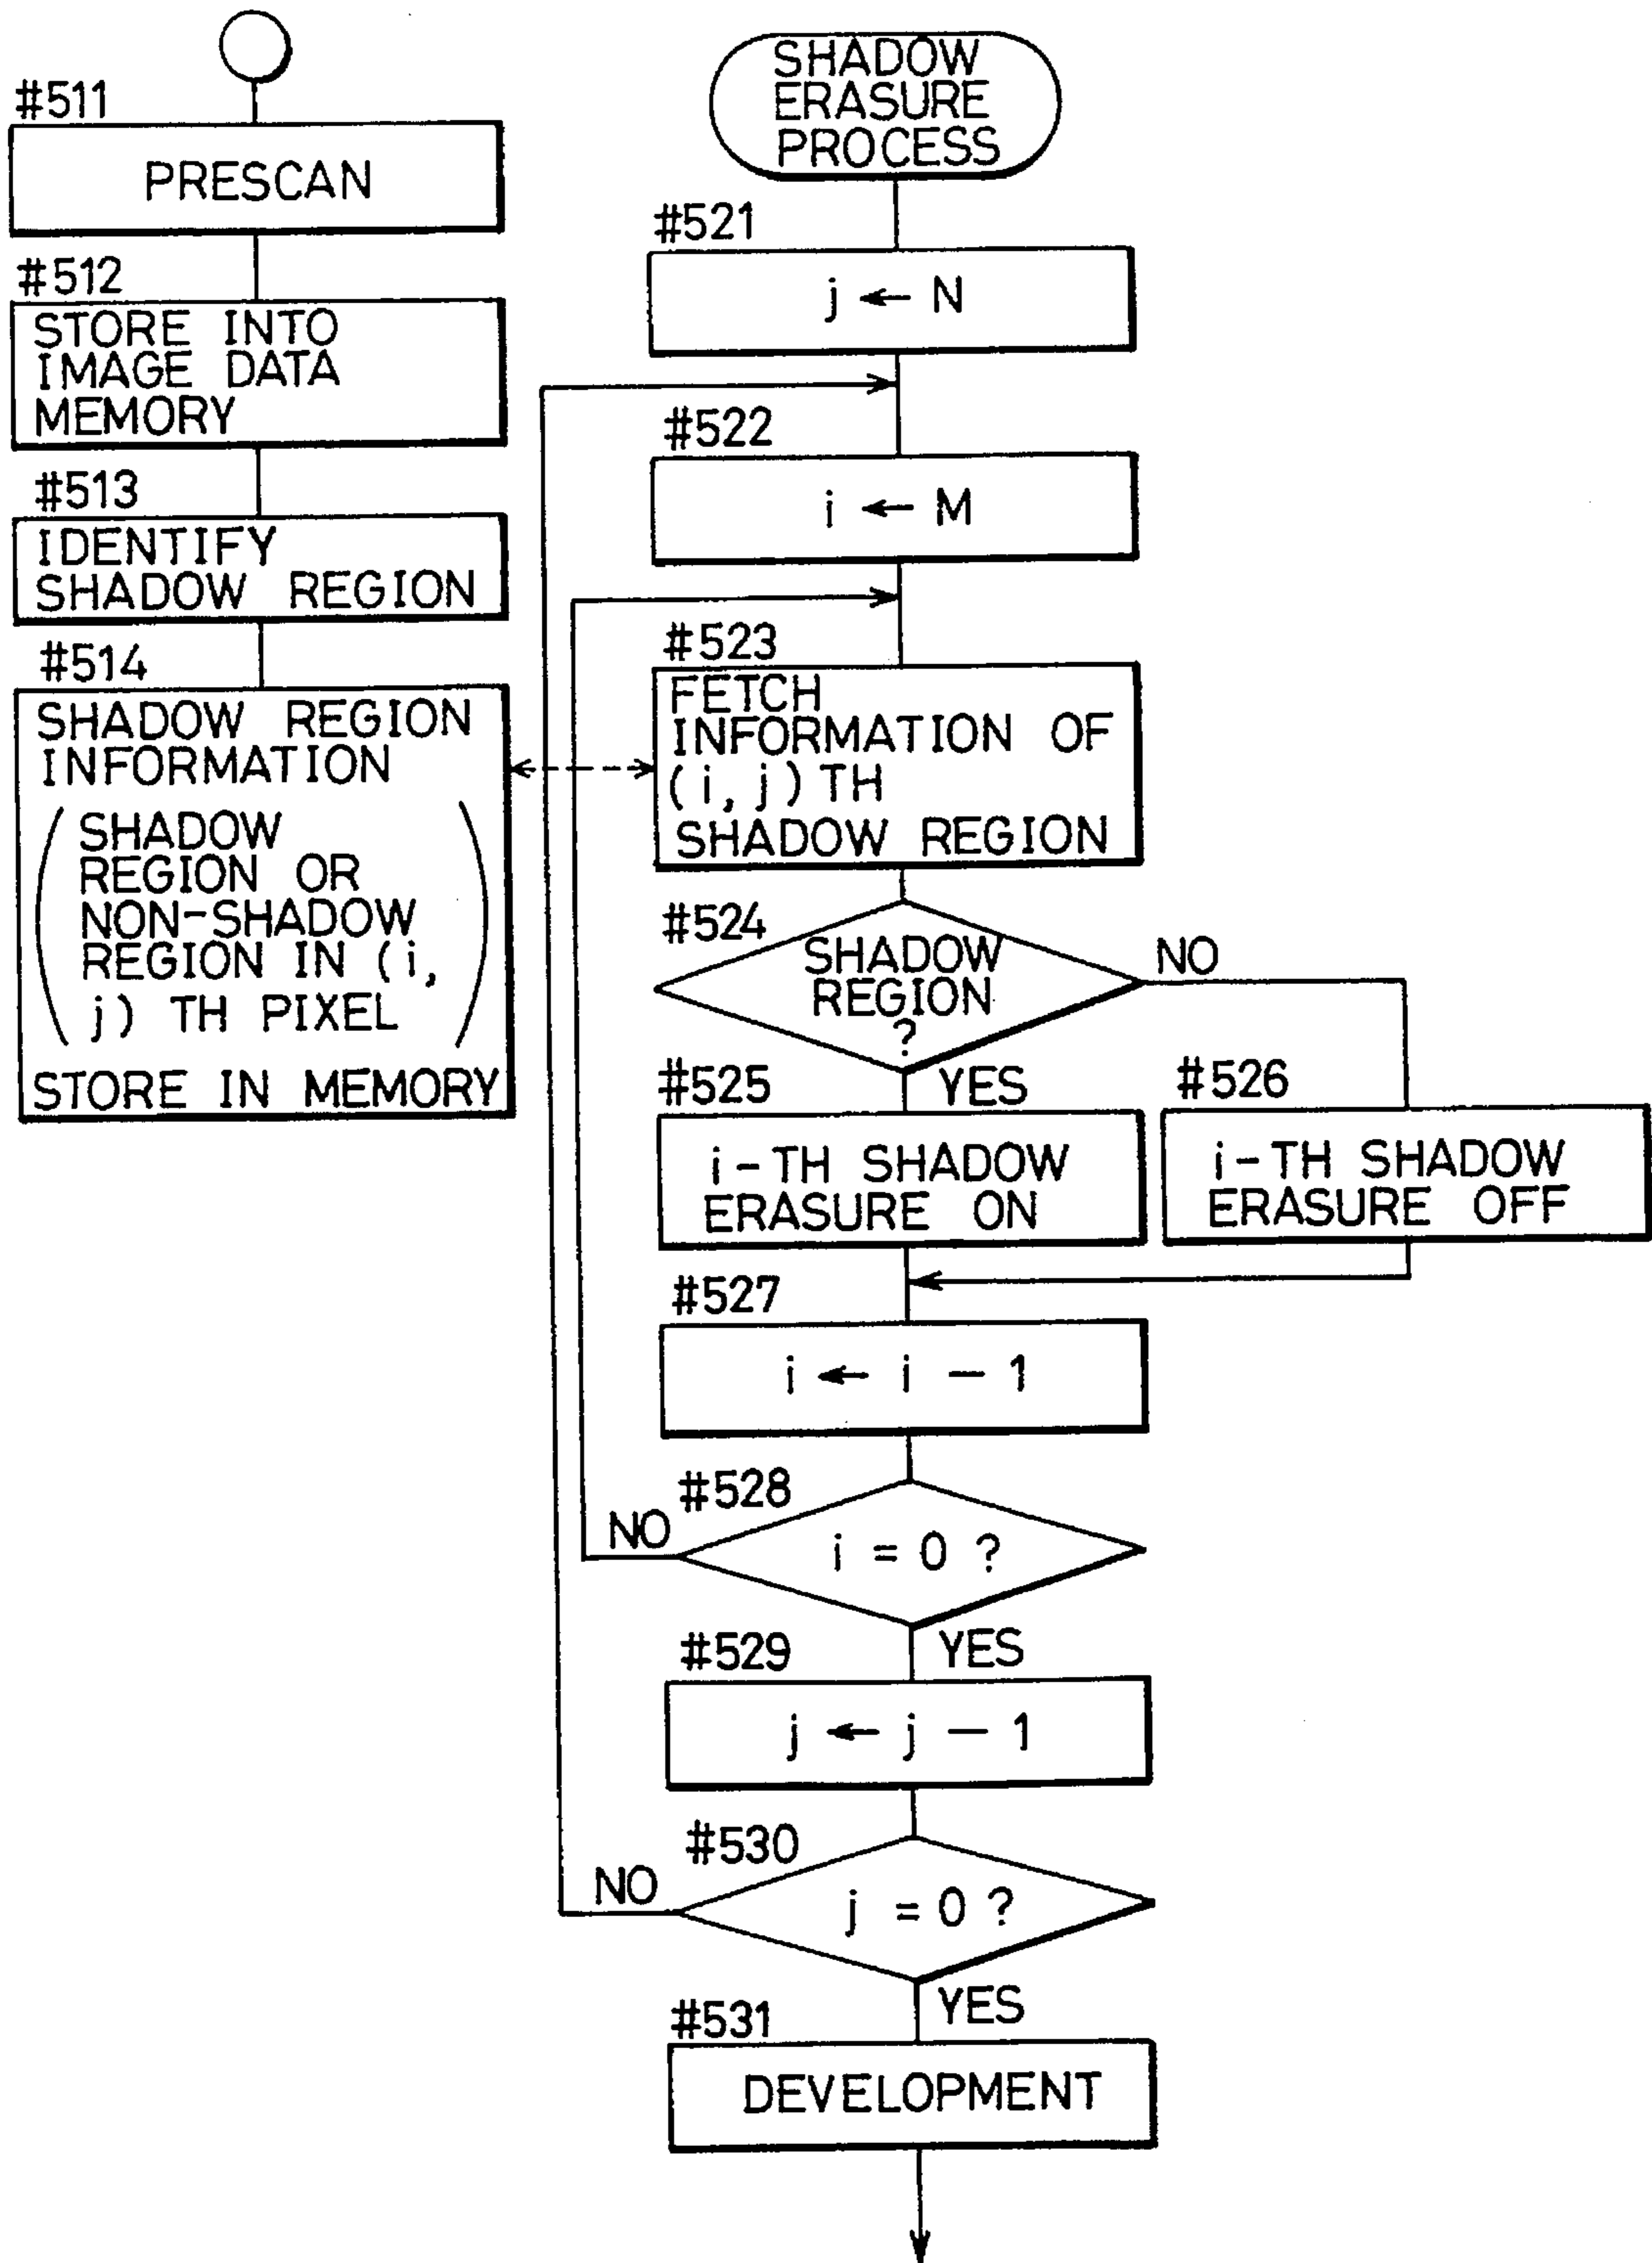 #511
PRESCAN
#512
STORE INTO
IMAGE DATA
MEMORY
#513
IDENTIFY
SHADOW REGION
#514
SHADOW REGION
INFORMATION
( SHADOW
REGION OR
NON-SHADOW
REGION IN (i,
j) TH PIXEL )
STORE IN MEMORY
SHADOW
ERASURE
PROCESS
#521
j ← N
#522
i ← M
#523
FETCH
INFORMATION OF
(i, j) TH
SHADOW REGION
#524
SHADOW
REGION
?
NO
YES
#525
i-TH SHADOW
ERASURE ON
#526
i-TH SHADOW
ERASURE OFF
#527
i ← i - 1
#528
i = 0 ?
NO
YES
#529
j ← j - 1
#530
j = 0 ?
NO
YES
#531
DEVELOPMENT